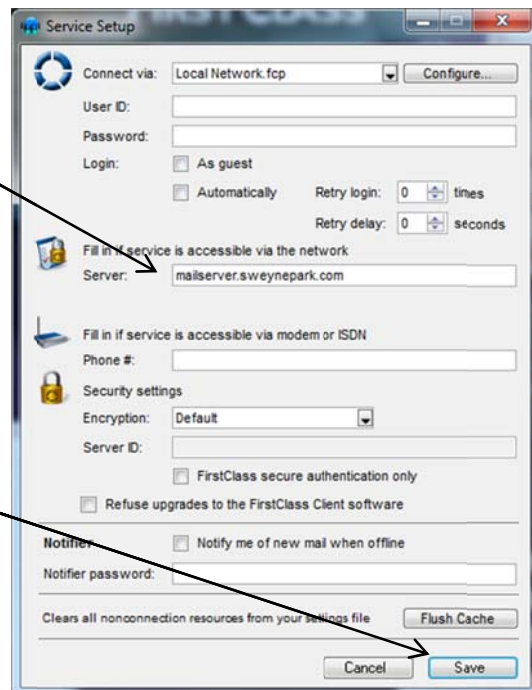 FIRSTCLASS
Service Setup
Connect via: Local Network.fcp Configure...
User ID:
Password:
Login: As guest
Automatically Retry login: 0 times
Retry delay: 0 seconds
Fill in if service is accessible via the network
Server: mailserver.sweynepark.com
Fill in if service is accessible via modem or ISDN
Phone #:
Security settings
Encryption: Default
Server ID:
FirstClass secure authentication only
Refuse upgrades to the FirstClass Client software
Notifier Notify me of new mail when offline
Notifier password:
Clears all nonconnection resources from your settings file Flush Cache
Cancel Save